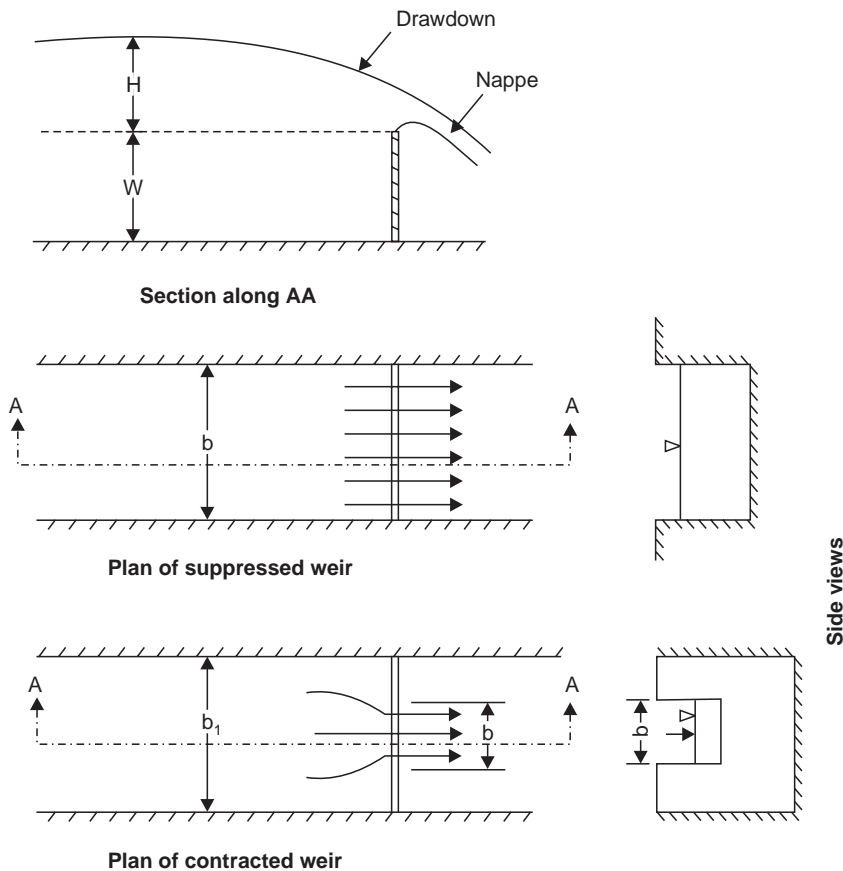 Drawdown
Nappe
H
W
Section along AA
A
b
A
Plan of suppressed weir
Side views
A
b₁
b
A
b
Plan of contracted weir